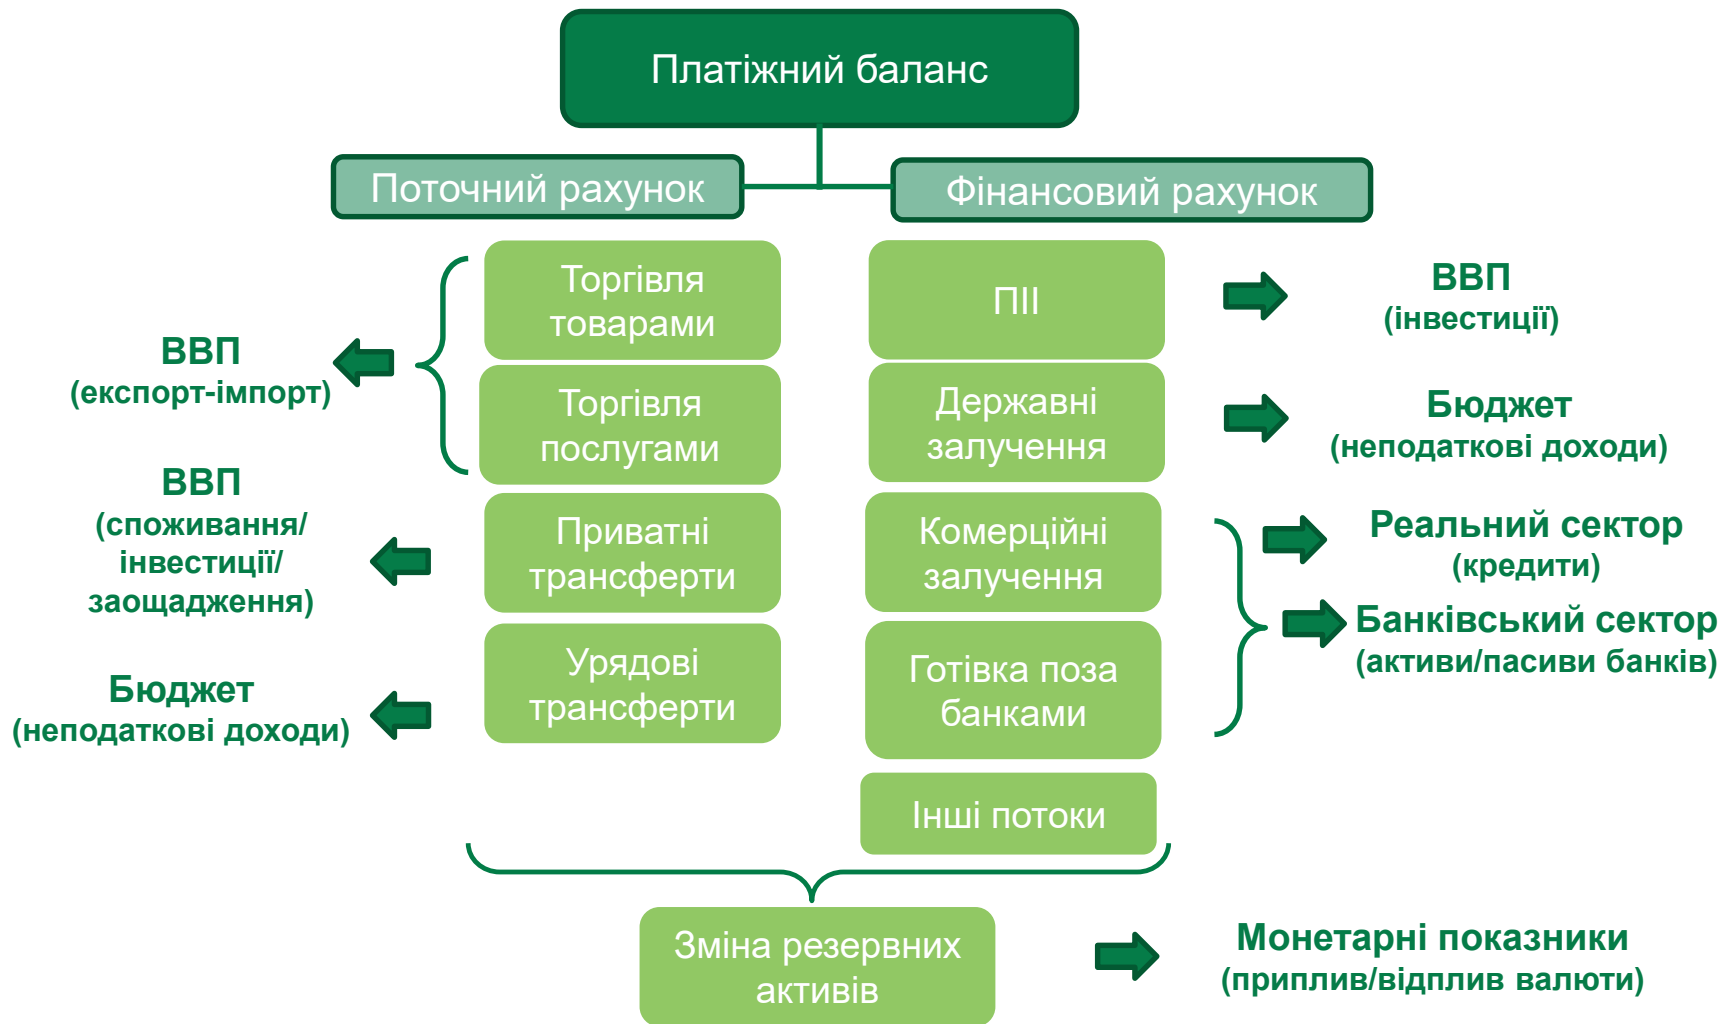 Платіжний баланс
Поточний рахунок
Фінансовий рахунок
Торгівля
товарами
Торгівля
послугами
Приватні
трансферти
Урядові
трансферти
ВВП
(експорт-імпорт)
ВВП
(споживання/
інвестиції/
заощадження)
Бюджет
(неподаткові доходи)
ПІІ
Державні
залучення
Комерційні
залучення
Готівка поза
банками
Інші потоки
ВВП
(інвестиції)
Бюджет
(неподаткові доходи)
Реальний сектор
(кредити)
Банківський сектор
(активи/пасиви банків)
Зміна резервних
активів
Монетарні показники
(приплив/відплив валюти)